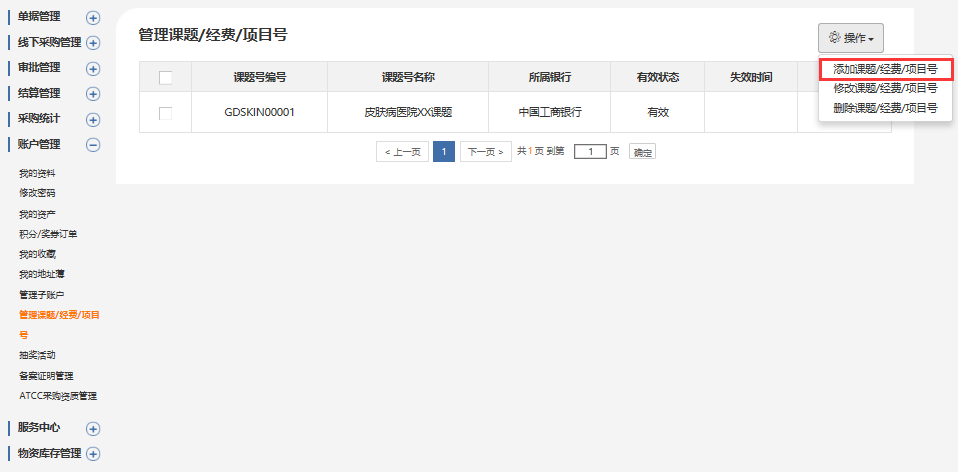 单据管理
线下采购管理
审批管理
结算管理
采购统计
账户管理
我的资料
修改密码
我的资产
积分/奖券订单
我的收藏
我的地址薄
管理子账户
管理课题/经费/项目
号
抽奖活动
备案证明管理
ATCC采购资质管理
服务中心
物资库存管理
管理课题/经费/项目号
操作
添加课题/经费/项目号
修改课题/经费/项目号
删除课题/经费/项目号
课题号编号 课题号名称 所属银行 有效状态 失效时间
GDSKIN00001 皮肤病医院XX课题 中国工商银行 有效
< 上一页 1 下一页 > 共1页 到第 1 页 确定